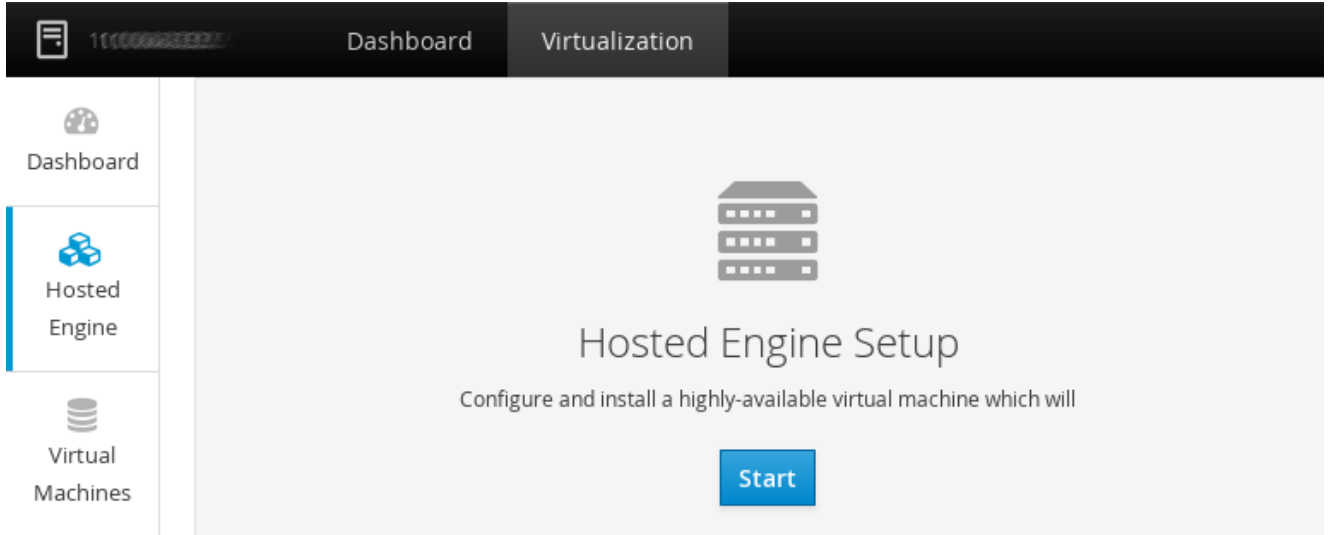 Dashboard
Virtualization
Dashboard
Hosted
Engine
Virtual
Machines
Hosted Engine Setup
Configure and install a highly-available virtual machine which will
Start